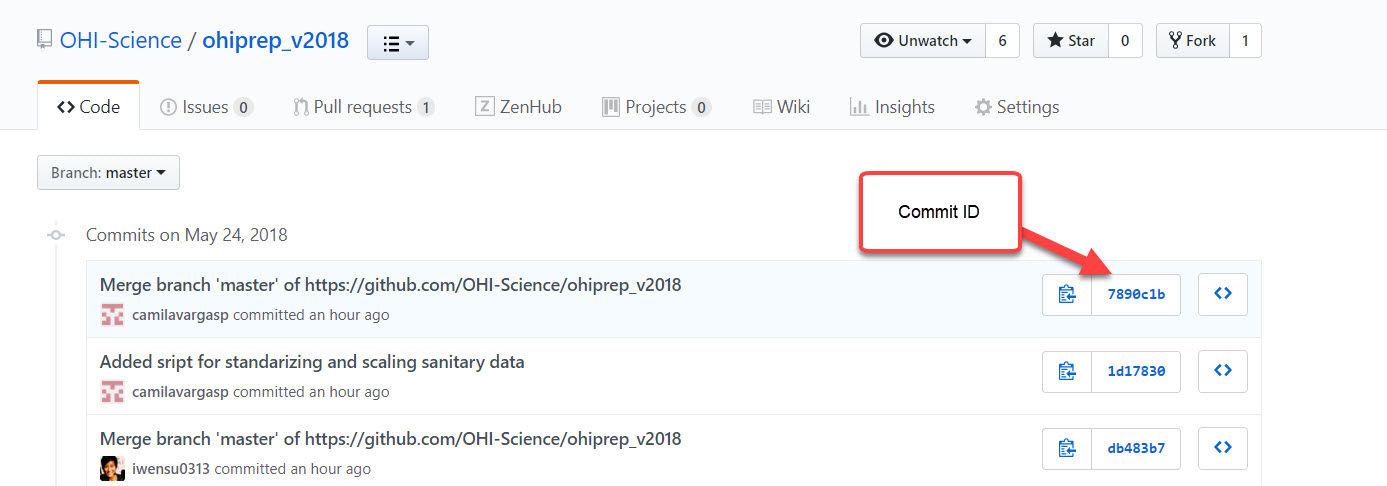 OHI-Science / ohiprep_v2018
Unwatch 6 Star 0 Fork 1
Code Issues 0 Pull requests 1 ZenHub Projects 0 Wiki Insights Settings
Branch: master
Commit ID
Commits on May 24, 2018
Merge branch 'master' of https://github.com/OHI-Science/ohiprep_v2018
camilavargasp committed an hour ago
7890c1b
Added sript for standarizing and scaling sanitary data
camilavargasp committed an hour ago
1d17830
Merge branch 'master' of https://github.com/OHI-Science/ohiprep_v2018
iwensu0313 committed an hour ago
db483b7